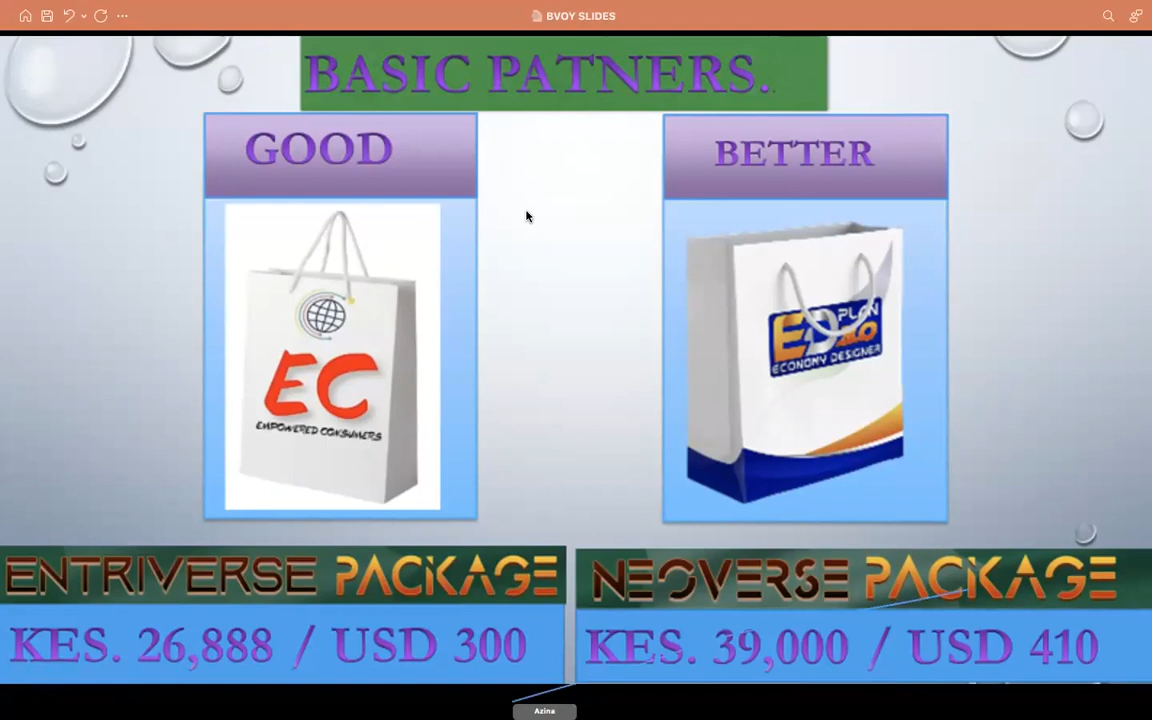 BVOY SLIDES
BASIC PATNERS.
GOOD
BETTER
EC
EMPOWERED CONSUMERS
ED PLAN
ECONOMY DESIGNER
ENTRIVERSE PACKAGE
NEOVERSE PACKAGE
KES. 26,888 / USD 300
KES. 39,000 / USD 410
Azina